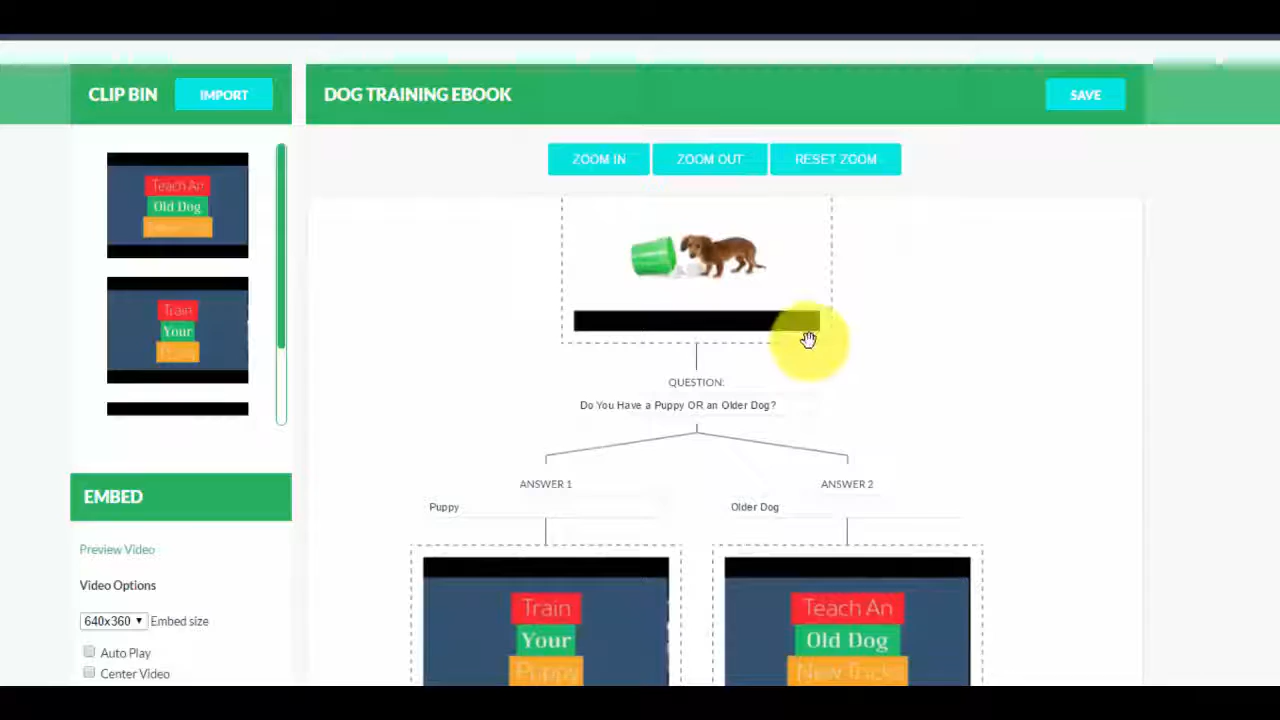 CLIP BIN
IMPORT
DOG TRAINING EBOOK
SAVE
ZOOM IN
ZOOM OUT
RESET ZOOM
Teach An
Old Dog
Train
Your
Puppy
QUESTION:
Do You Have a Puppy OR an Older Dog?
ANSWER 1
ANSWER 2
Puppy
Older Dog
EMBED
Preview Video
Video Options
640x360
Embed size
Auto Play
Center Video
Train
Your
Puppy
Teach An
Old Dog
New Tricks